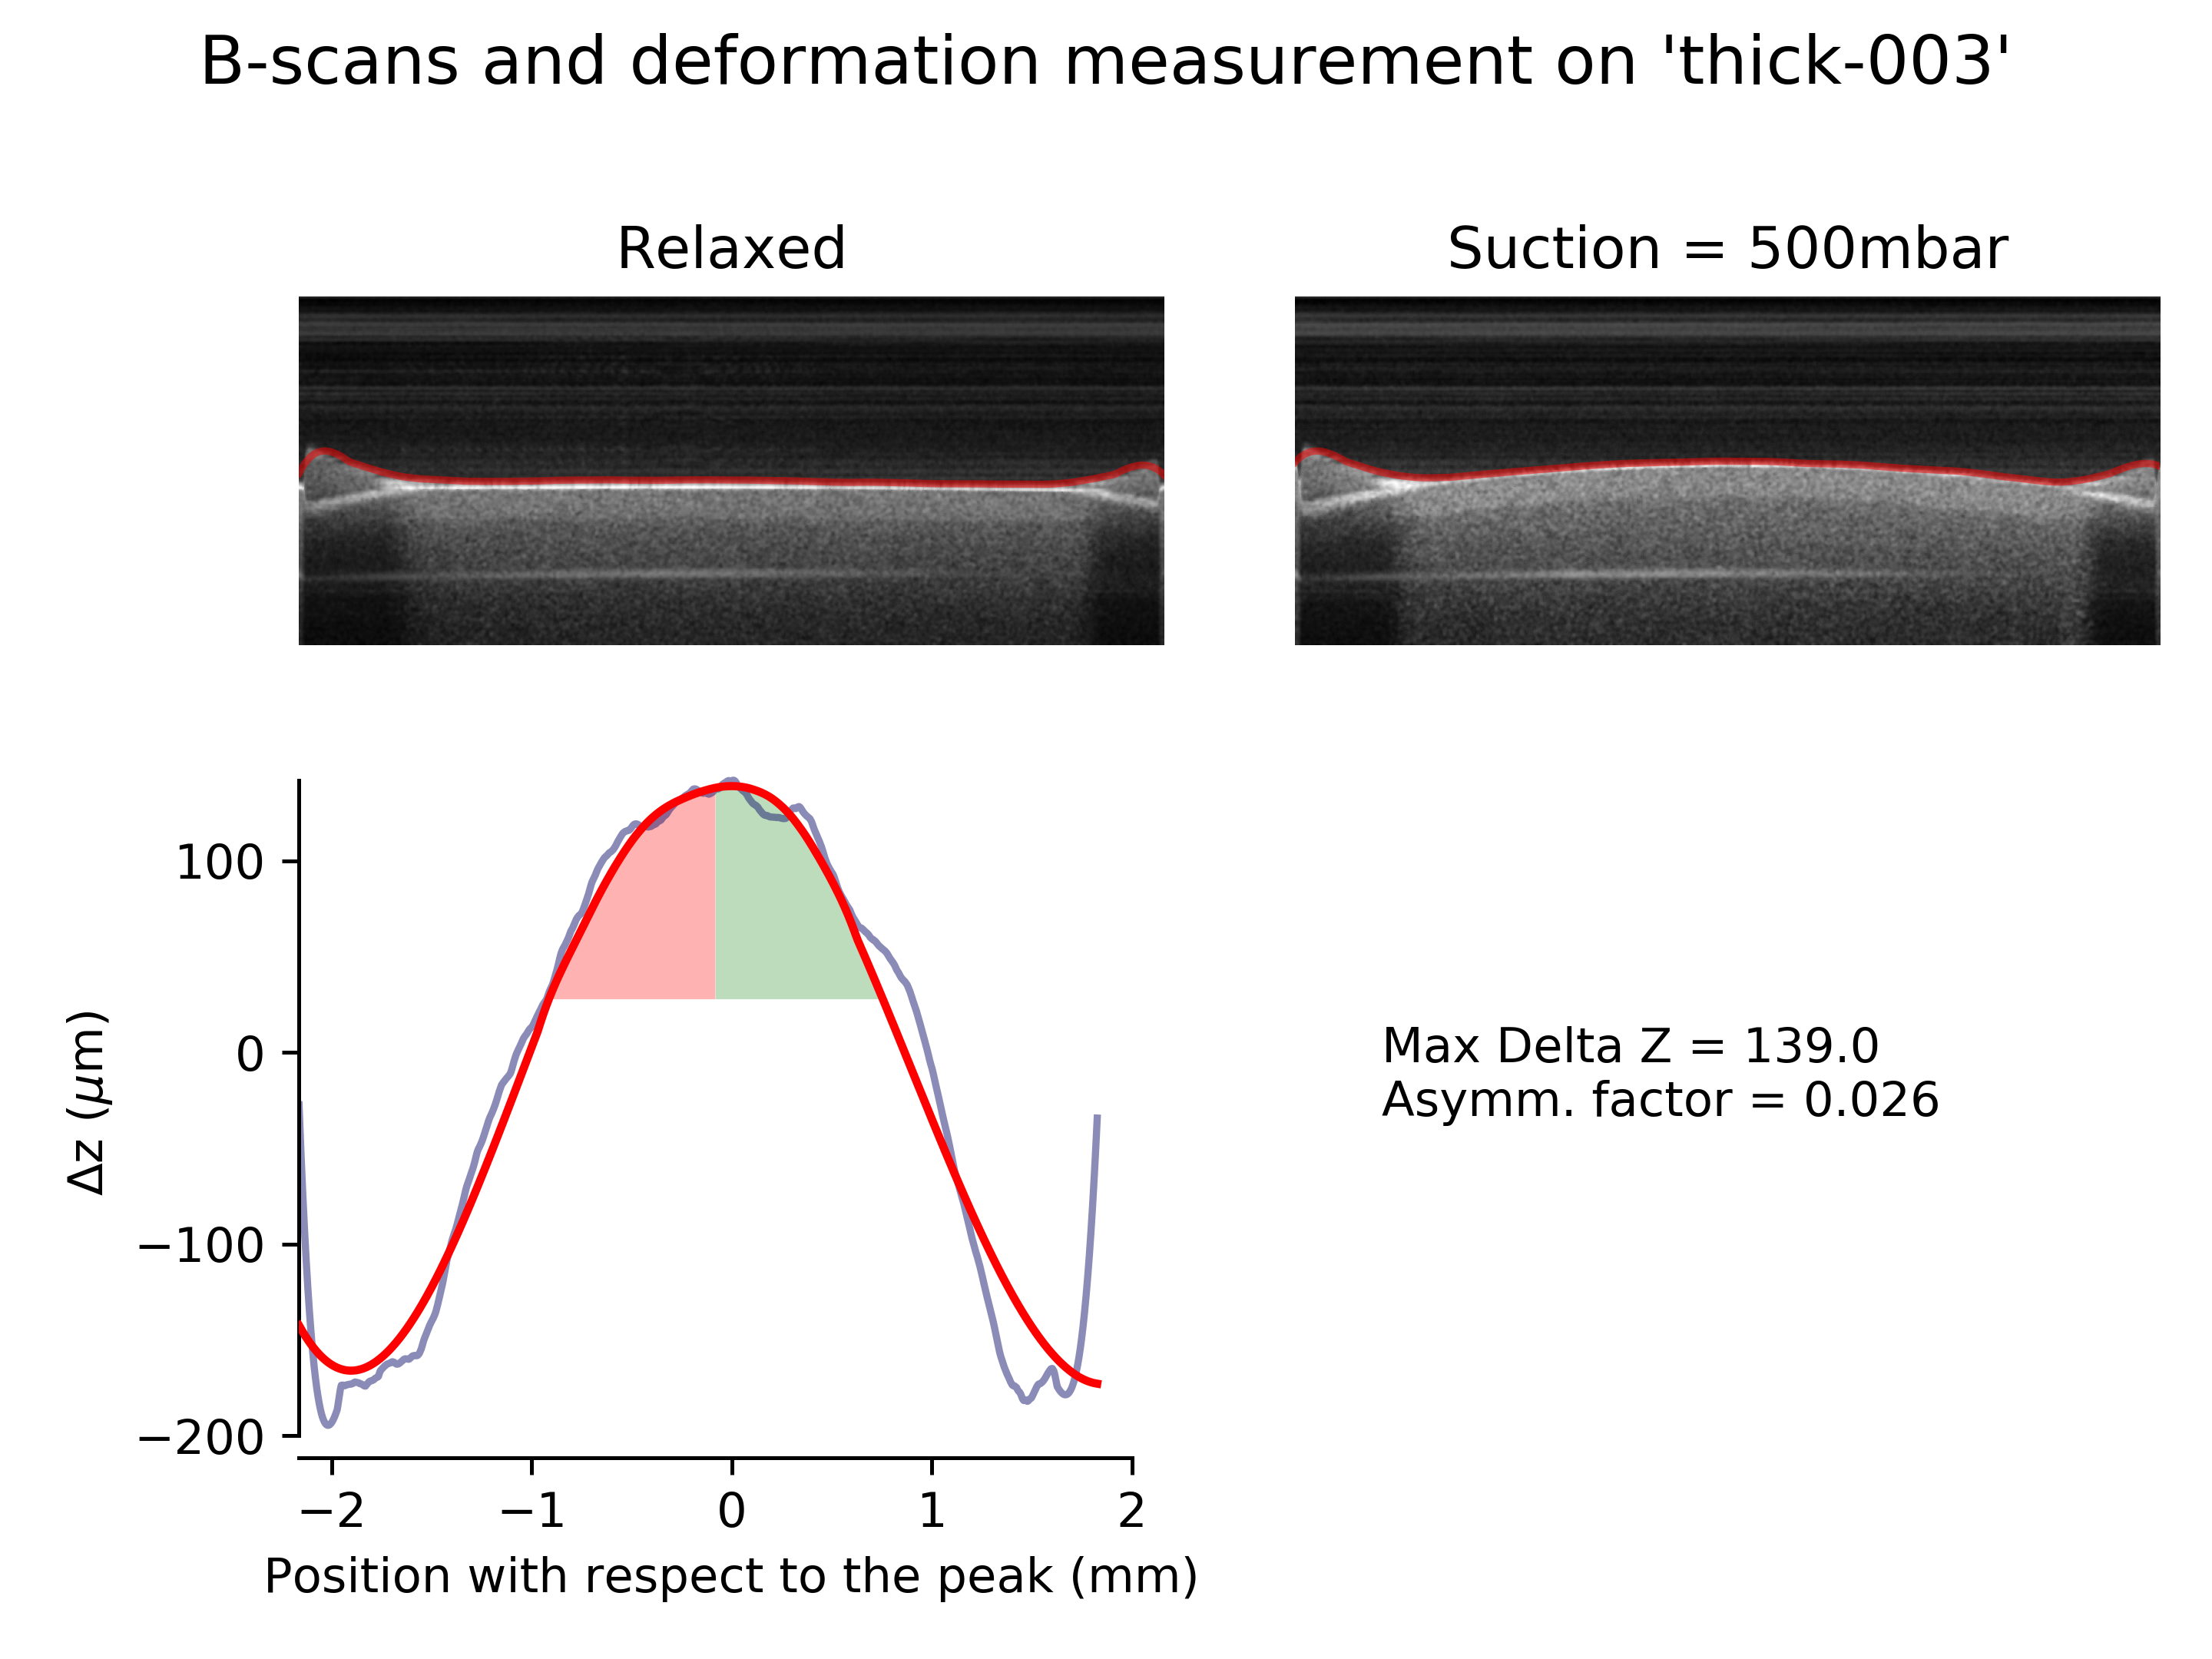 B-scans and deformation measurement on 'thick-003'
Relaxed
Suction = 500mbar
100
0
−100
−200
Δz (μm)
−2
−1
0
1
2
Position with respect to the peak (mm)
Max Delta Z = 139.0
Asymm. factor = 0.026